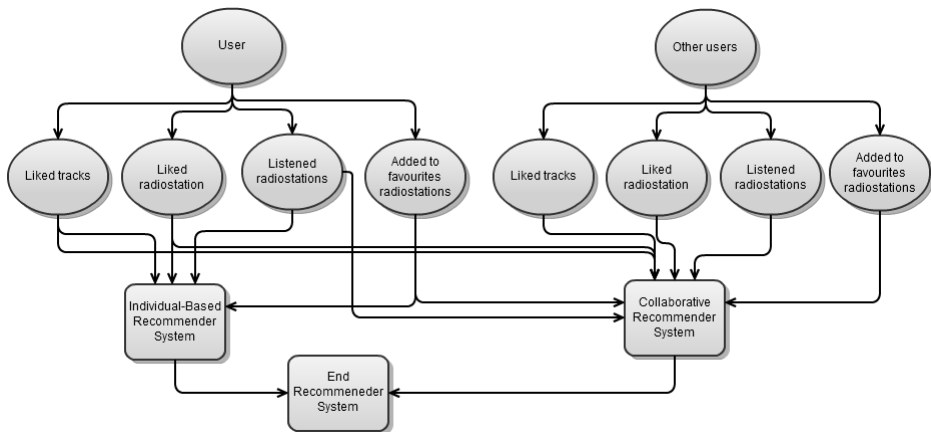 User
Other users
Liked tracks
Liked
radiostation
Listened
radiostations
Added to
favourites
radiostations
Liked tracks
Liked
radiostation
Listened
radiostations
Added to
favourites
radiostations
Individual-Based
Recommender
System
Collaborative
Recommender
System
End
Recommeneder
System